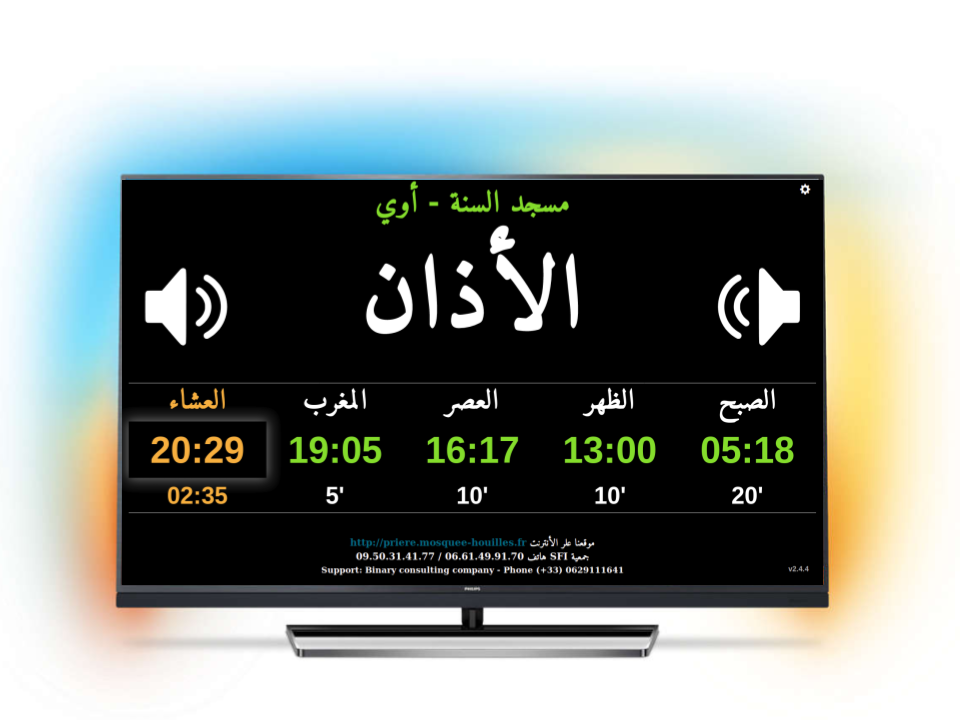 مسجد السنة - أوي
الأذان
الصبح الظهر العصر المغرب العشاء
05:18 13:00 16:17 19:05 20:29
20' 10' 10' 5' 02:35
موقعنا على الأنترنت http://priere.mosquee-houilles.fr
جمعية SFI هاتف 09.50.31.41.77 / 06.61.49.91.70
Support: Binary consulting company - Phone (+33) 0629111641
v2.4.4
PHILIPS